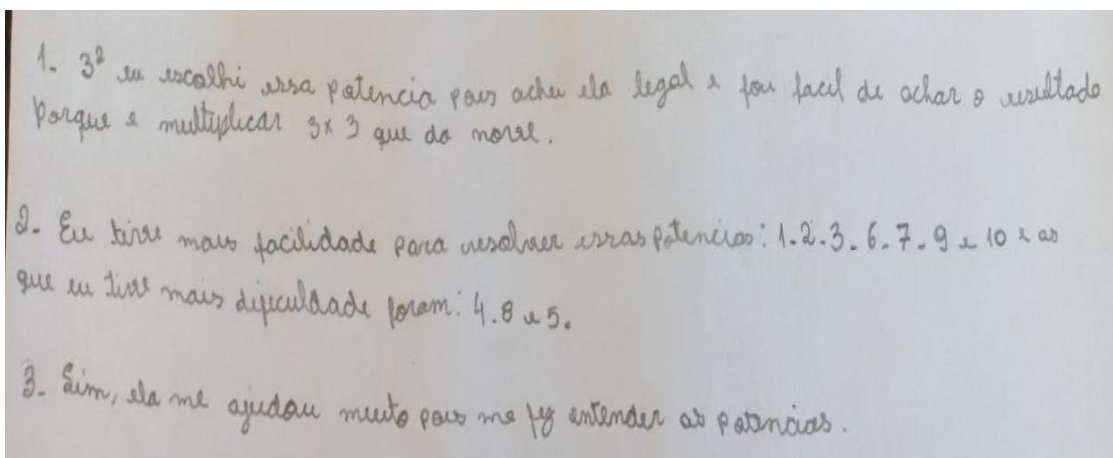 1- 3² eu escolhi essa patencia pois achei ela legal e foi facil de achar o resultado
Porque e multiplicar 3x3 que da nove.
2- Eu tive mais facilidade para resolver essas potencias: 1-2-3-6-7-9 e 10 e as
que eu tive mais dificuldade foram: 4.8 e 5.
3- Sim, ela me ajudou muito pois me fez entender as potencias.